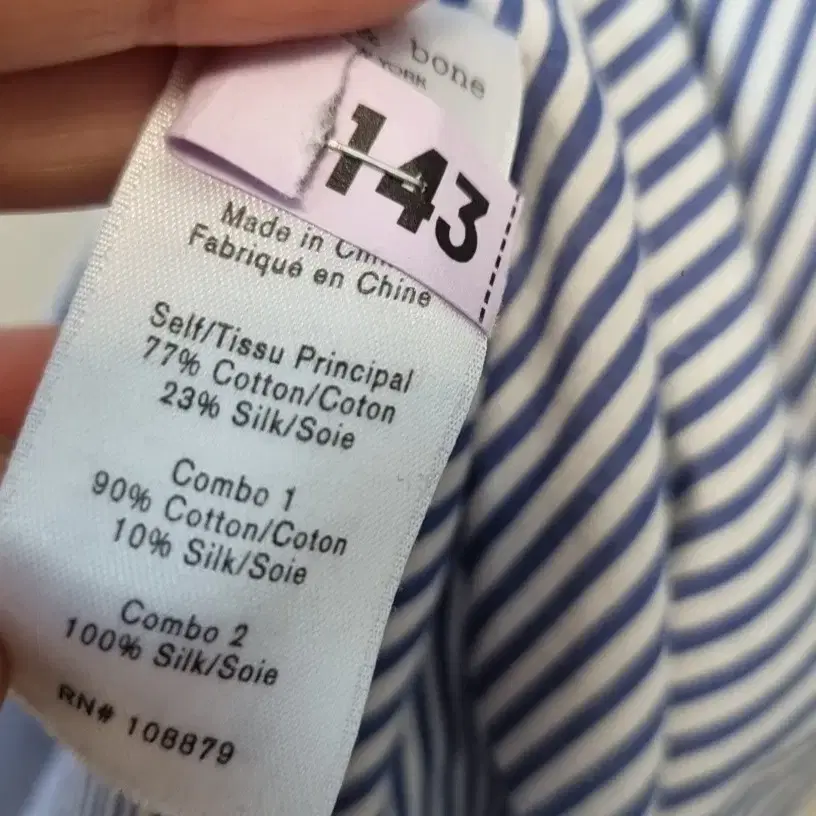 & bone
YORK
143
Made in
Fabriqué en Chine
Self/Tissu Principal
77% Cotton/Coton
23% Silk/Soie
Combo 1
90% Cotton/Coton
10% Silk/Soie
Combo 2
100% Silk/Soie
RN# 108879